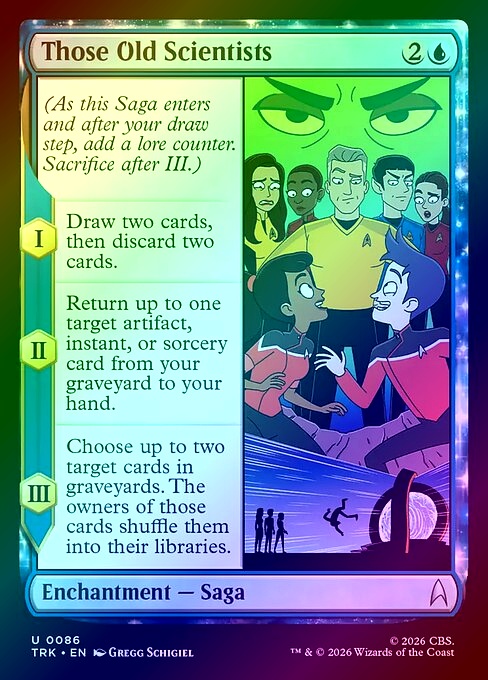 Those Old Scientists 2
(As this Saga enters
and after your draw
step, add a lore counter.
Sacrifice after III.)
I
Draw two cards,
then discard two
cards.
II
Return up to one
target artifact,
instant, or sorcery
card from your
graveyard to your
hand.
III
Choose up to two
target cards in
graveyards. The
owners of those
cards shuffle them
into their libraries.
Enchantment — Saga
U 0086
TRK • EN Gregg Schigiel
© 2026 CBS.
™ & © 2026 Wizards of the Coast